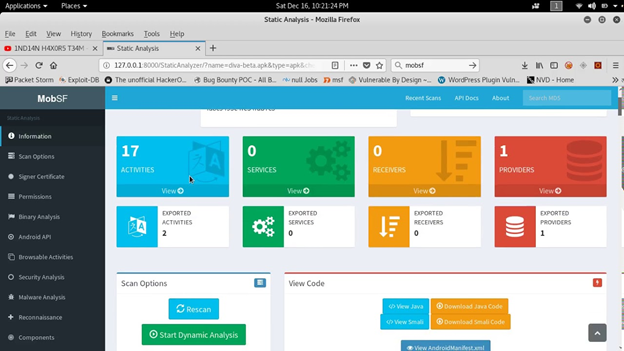 Applications Places Sat Dec 16, 10:21:24 PM 1
Static Analysis - Mozilla Firefox
File Edit View History Bookmarks Tools Help
1ND14N H4X0R5 T34M Static Analysis
127.0.0.1:8000/StaticAnalyzer/?name=diva-beta.apk&type=apk&ch mobsf
Packet Storm Exploit-DB The unofficial HackerO... Bug Bounty POC - All B... null jobs msf Vulnerable By Design ~... WordPress Plugin Vuln... NVD - Home
MobSF Recent Scans API Docs About Search MD5
Static Analysis
Information
Scan Options
Signer Certificate
Permissions
Binary Analysis
Android API
Browsable Activities
Security Analysis
Malware Analysis
Reconnaissance
Components
17
ACTIVITIES
View
0
SERVICES
View
0
RECEIVERS
View
1
PROVIDERS
View
EXPORTED
ACTIVITIES
2
EXPORTED
SERVICES
0
EXPORTED
RECEIVERS
0
EXPORTED
PROVIDERS
1
Scan Options
Rescan
Start Dynamic Analysis
View Code
View Java Download Java Code
View Smali Download Smali Code
View AndroidManifest.xml